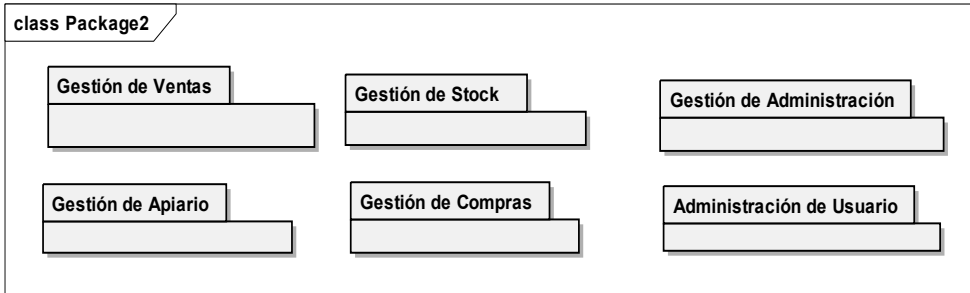 class Package2
Gestión de Ventas
Gestión de Stock
Gestión de Administración
Gestión de Apiario
Gestión de Compras
Administración de Usuario